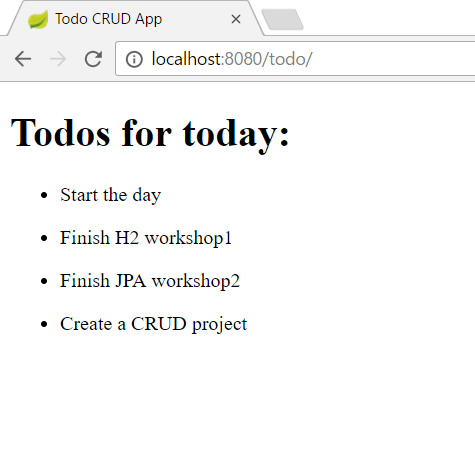 Todo CRUD App
localhost:8080/todo/
Todos for today:
Start the day
Finish H2 workshop1
Finish JPA workshop2
Create a CRUD project